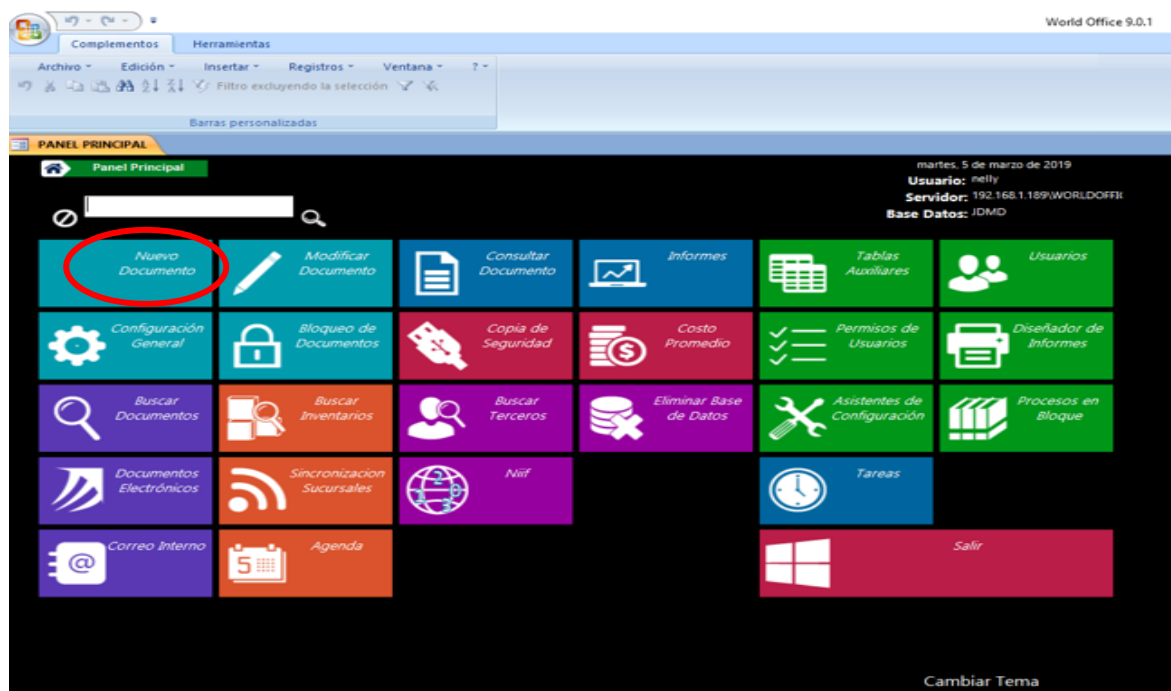 World Office 9.0.1
Complementos Herramientas
Archivo Edición Insertar Registros Ventana ?
Filtro excluyendo la selección
Barras personalizadas
PANEL PRINCIPAL
Panel Principal
martes, 5 de marzo de 2019
Usuario: nelly
Servidor: 192.168.1.189\WORLDOFFI
Base Datos: JDMD
Nuevo
Documento
Modificar
Documento
Consultar
Documento
Informes
Tablas
Auxiliares
Usuarios
Configuración
General
Bloqueo de
Documentos
Copia de
Seguridad
Costo
Promedio
Permisos de
Usuarios
Diseñador de
Informes
Buscar
Documentos
Buscar
Inventarios
Buscar
Terceros
Eliminar Base
de Datos
Asistentes de
Configuración
Procesos en
Bloque
Documentos
Electrónicos
Sincronizacion
Sucursales
Niif
Tareas
Correo Interno
5
Agenda
Salir
Cambiar Tema